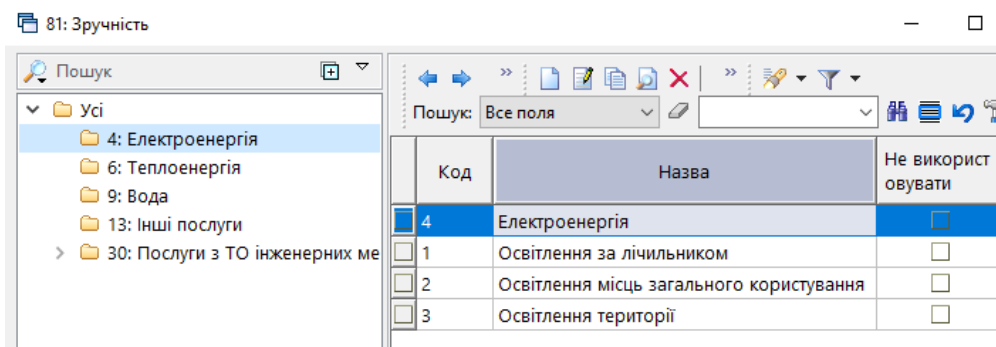 81: Зручність
Пошук
Усі
4: Електроенергія
6: Теплоенергія
9: Вода
13: Інші послуги
30: Послуги з ТО інженерних ме
Пошук: Все поля
Код Назва Не використ
овувати
4 Електроенергія
1 Освітлення за лічильником
2 Освітлення місць загального користування
3 Освітлення території